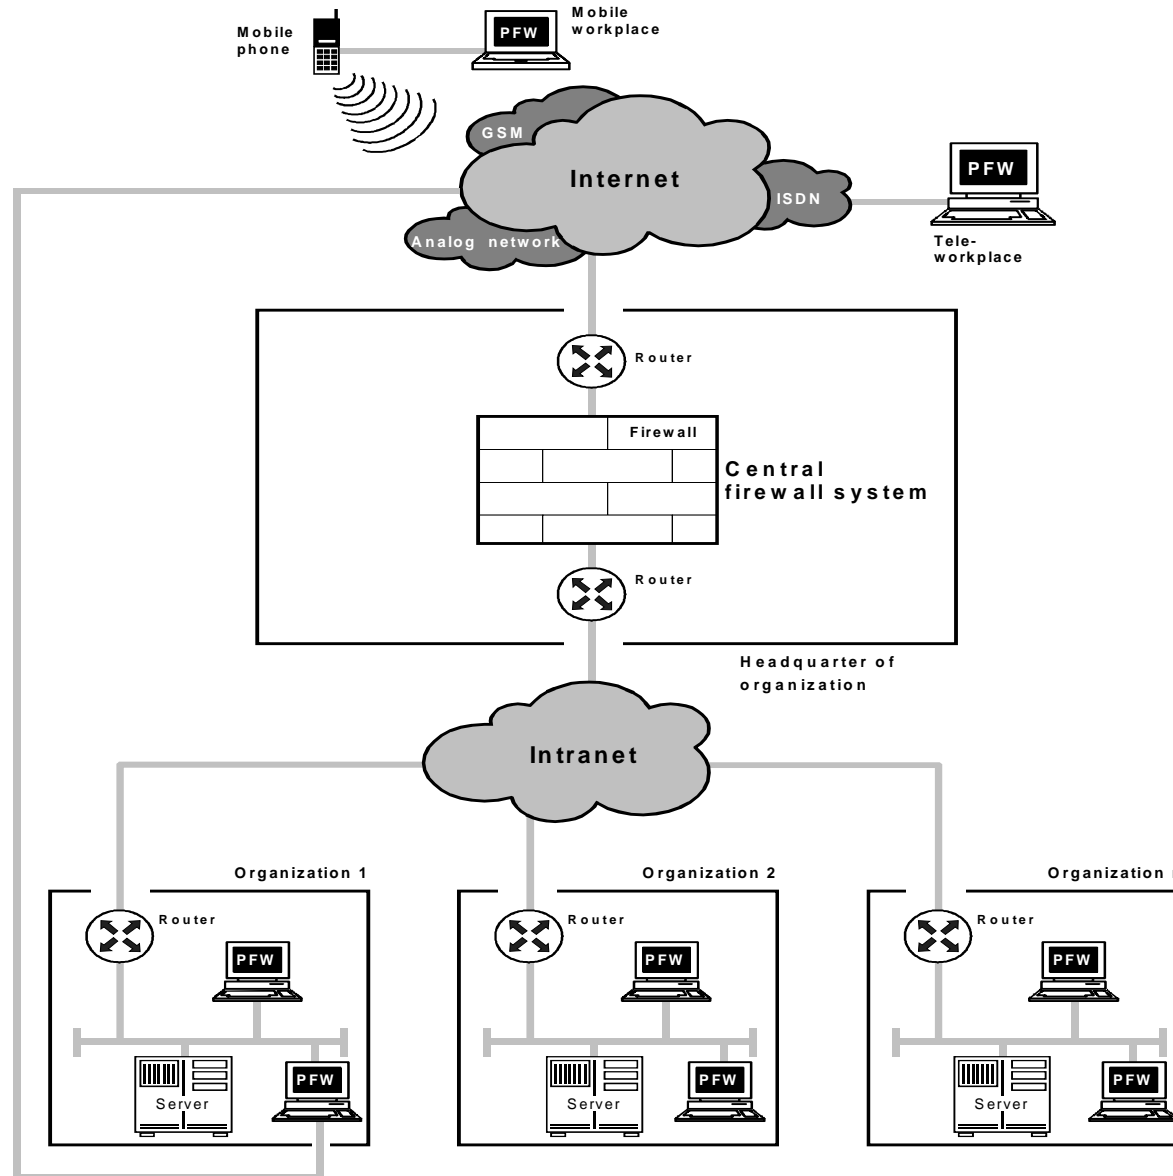 Mobile
phone
PFW
Mobile
workplace
GSM
Internet
ISDN
Analog network
PFW
Tele-
workplace
Router
Firewall
Central
firewall system
Router
Headquarter of
organization
Intranet
Organization 1
Router
PFW
Server
PFW
Organization 2
Router
PFW
Server
PFW
Organization
Router
PFW
Server
PFW